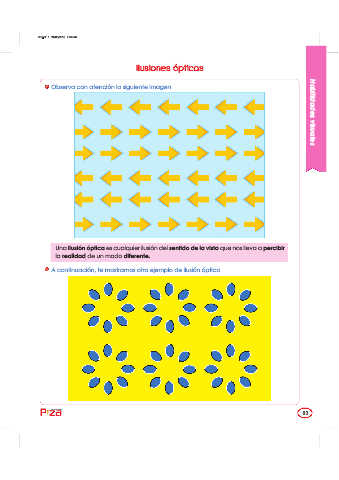 Ilusiones ópticas
Observa con atención la siguiente imagen
Habilidades visuales
Una ilusión óptica es cualquier ilusión del sentido de la vista que nos lleva a percibir
la realidad de un modo diferente.
A continuación, te mostramos otro ejemplo de ilusión óptica